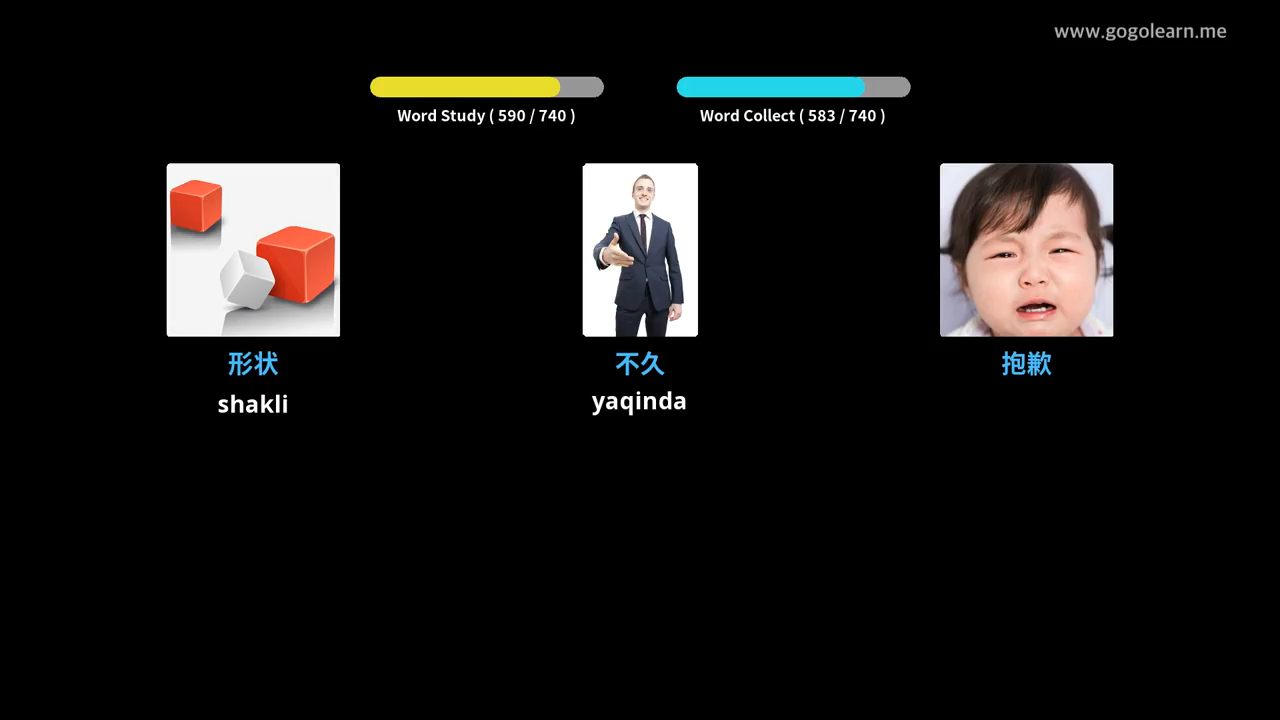 www.gogolearn.me
Word Study ( 590 / 740 )
Word Collect ( 583 / 740 )
形状
不久
抱歉
shakli
yaqinda